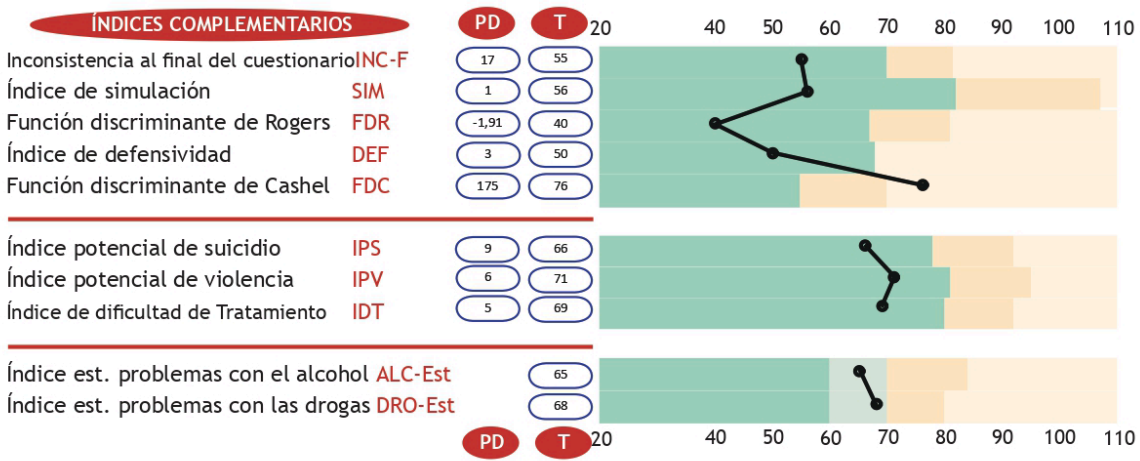 ÍNDICES COMPLEMENTARIOS PD T 20 40 50 60 70 80 90 100 110
Inconsistencia al final del cuestionario INC-F 17 55
Índice de simulación SIM 1 56
Función discriminante de Rogers FDR -1,91 40
Índice de defensividad DEF 3 50
Función discriminante de Cashel FDC 175 76
Índice potencial de suicidio IPS 9 66
Índice potencial de violencia IPV 6 71
Índice de dificultad de Tratamiento IDT 5 69
Índice est. problemas con el alcohol ALC-Est 65
Índice est. problemas con las drogas DRO-Est 68
PD T 20 40 50 60 70 80 90 100 110